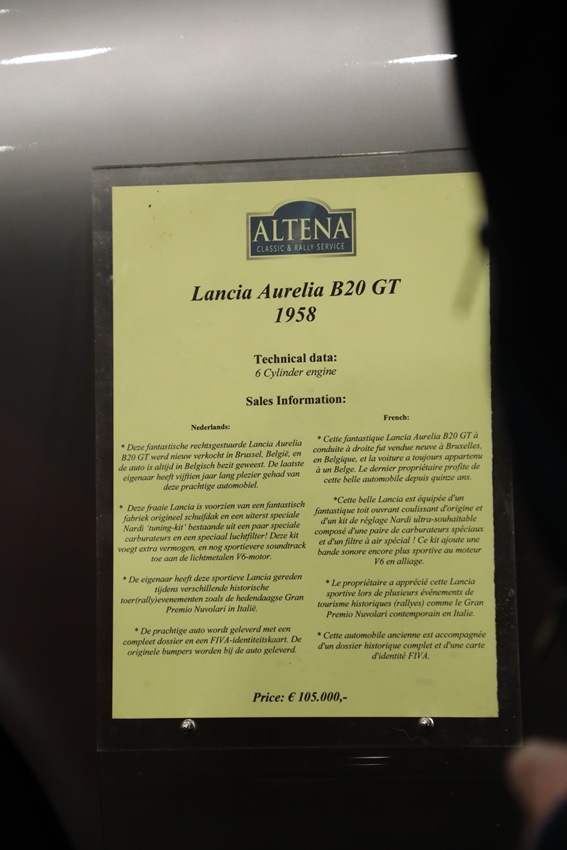 ALTENA
CLASSIC & RALLY SERVICE
Lancia Aurelia B20 GT
1958
Technical data:
6 Cylinder engine
Sales Information:
Nederlands:
* Deze fantastische rechtsgestuurde Lancia Aurelia
B20 GT werd nieuw verkocht in Brussel, België, en
de auto is altijd in Belgisch bezit geweest. De laatste
eigenaar heeft vijftien jaar lang plezier gehad van
deze prachtige automobiel.
* Deze fraaie Lancia is voorzien van een fantastisch
fabriek origineel schuifdak en een uiterst speciale
Nardi 'tuning-kit' bestaande uit een paar speciale
carburateurs en een speciaal luchtfilter! Deze kit
voegt extra vermogen, en nog sportievere soundtrack
toe aan de lichtmetalen V6-motor.
* De eigenaar heeft deze sportieve Lancia gereden
tijdens verschillende historische
toer(rally)evenementen zoals de hedendaagse Gran
Premio Nuvolari in Italië.
* De prachtige auto wordt geleverd met een
compleet dossier en een FIVA-identiteitskaart. De
originele bumpers worden bij de auto geleverd.
French:
* Cette fantastique Lancia Aurelia B20 GT à
conduite à droite fut vendue neuve à Bruxelles,
en Belgique, et la voiture a toujours appartenu
à un Belge. Le dernier propriétaire profite de
cette belle automobile depuis quinze ans.
*Cette belle Lancia est équipée d'un
fantastique toit ouvrant coulissant d'origine et
d'un kit de réglage Nardi ultra-souhaitable
composé d'une paire de carburateurs spéciaux
et d'un filtre à air spécial ! Ce kit ajoute une
bande sonore encore plus sportive au moteur
V6 en alliage.
* Le propriétaire a apprécié cette Lancia
sportive lors de plusieurs événements de
tourisme historiques (rallyes) comme le Gran
Premio Nuvolari contemporain en Italie.
* Cette automobile ancienne est accompagnée
d'un dossier historique complet et d'une carte
d'identité FIVA.
Price: € 105.000,-